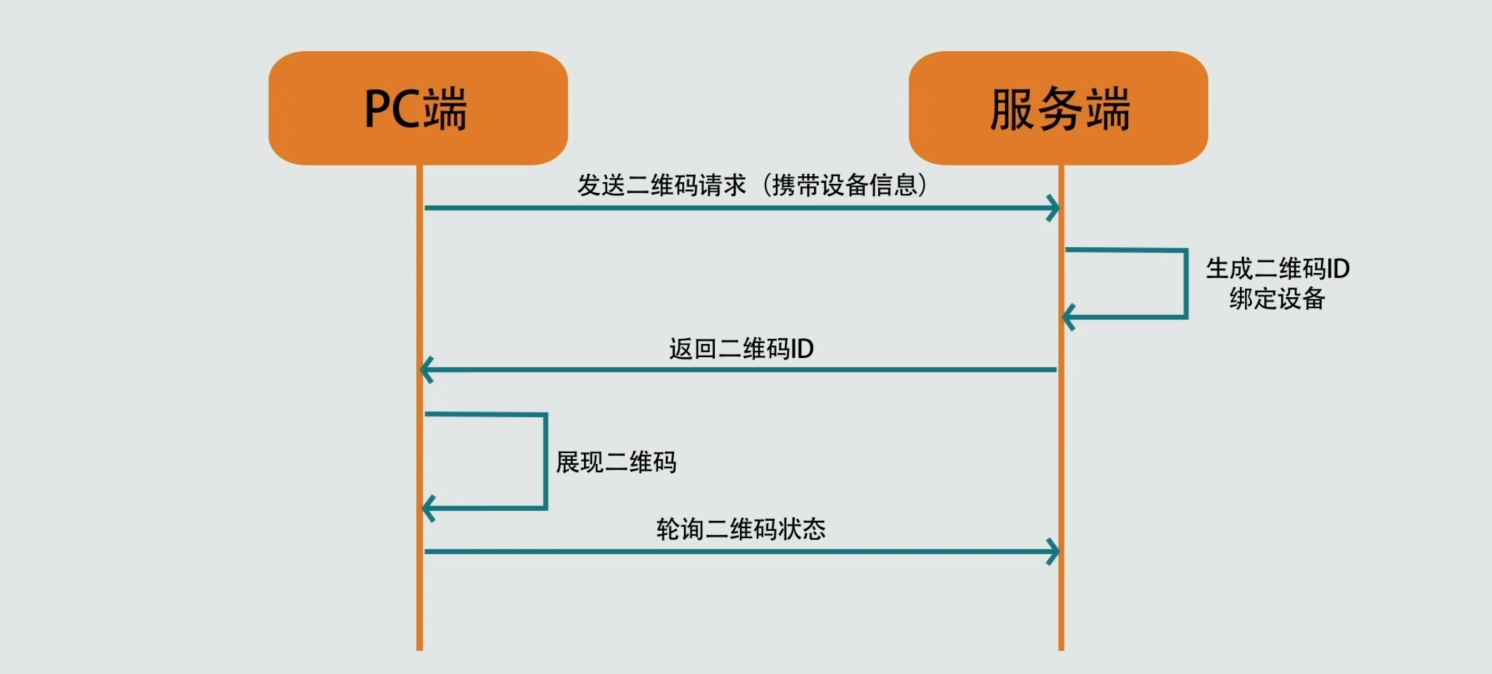 PC端
服务端
发送二维码请求（携带设备信息）
生成二维码ID
绑定设备
返回二维码ID
展现二维码
轮询二维码状态